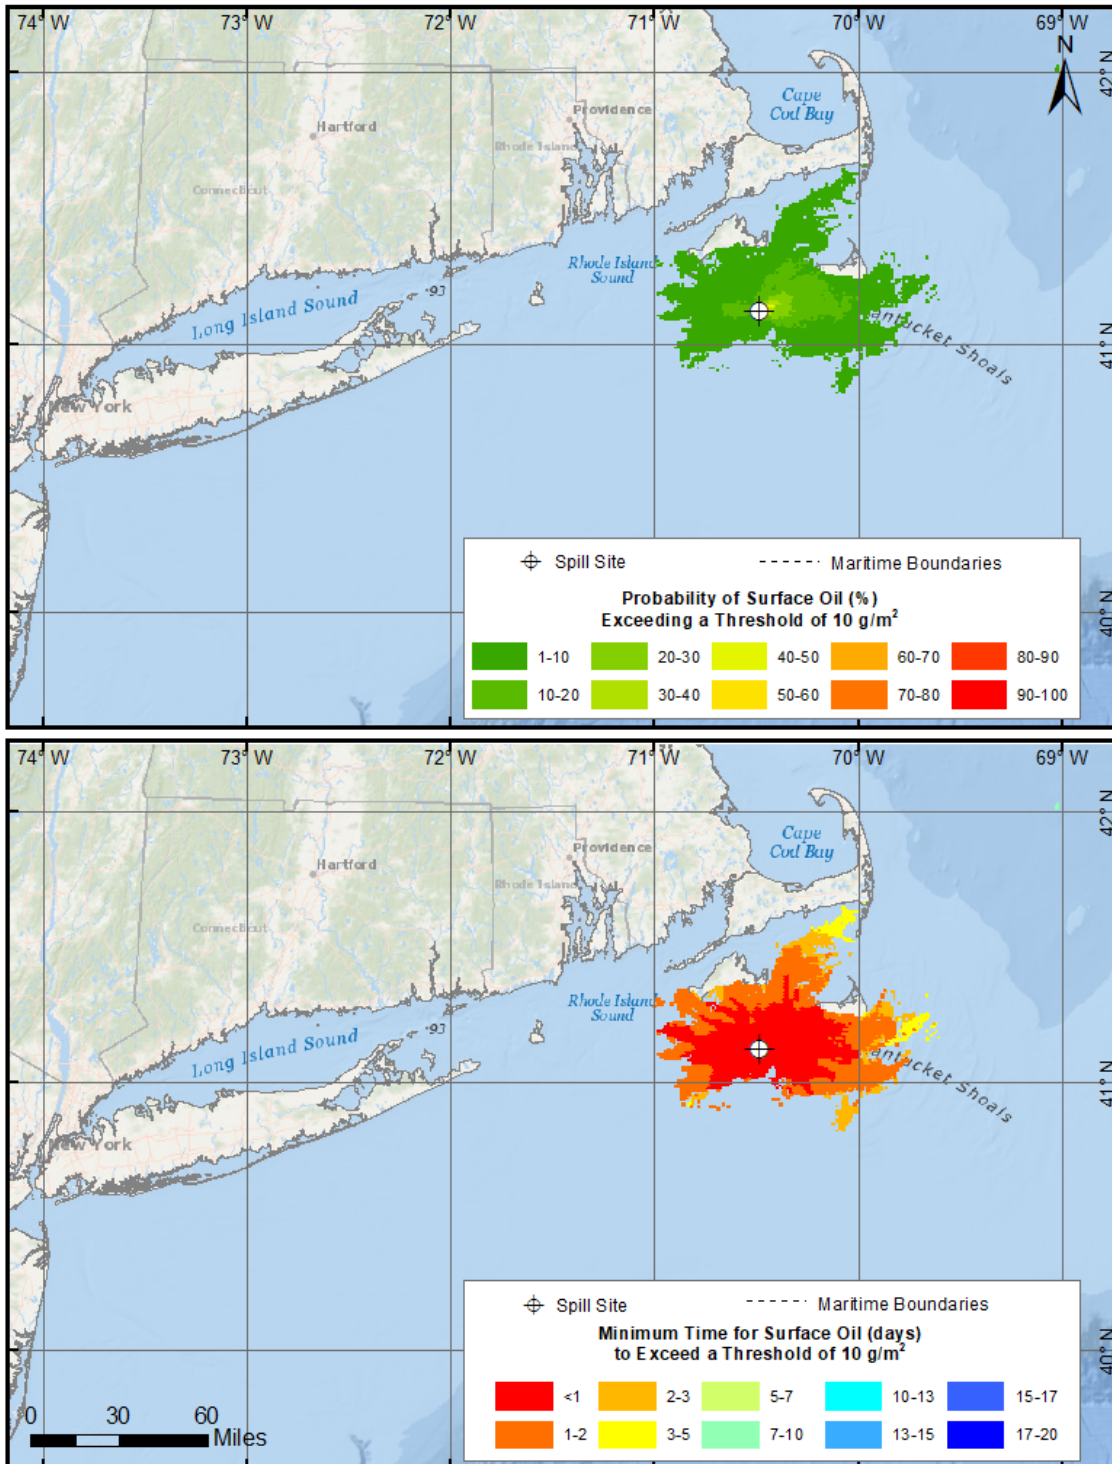 74° W 73° W 72° W 71° W 70° W 69° W
N
42° N
Cape
Cod Bay
Providence
Hartford
Rhode Island
Connecticut
Rhode Island
Sound
Long Island Sound
93
antucket Shoals
41° N
New York
Spill Site Maritime Boundaries
Probability of Surface Oil (%)
Exceeding a Threshold of 10 g/m²
40° N
1-10 20-30 40-50 60-70 80-90
10-20 30-40 50-60 70-80 90-100
74° W 73° W 72° W 71° W 70° W 69° W
42° N
Cape
Cod Bay
Providence
Hartford
Rhode Island
Connecticut
Rhode Island
Sound
Long Island Sound
93
antucket Shoals
41° N
New York
Spill Site Maritime Boundaries
Minimum Time for Surface Oil (days)
to Exceed a Threshold of 10 g/m²
40° N
<1 2-3 5-7 10-13 15-17
1-2 3-5 7-10 13-15 17-20
0 30 60
Miles